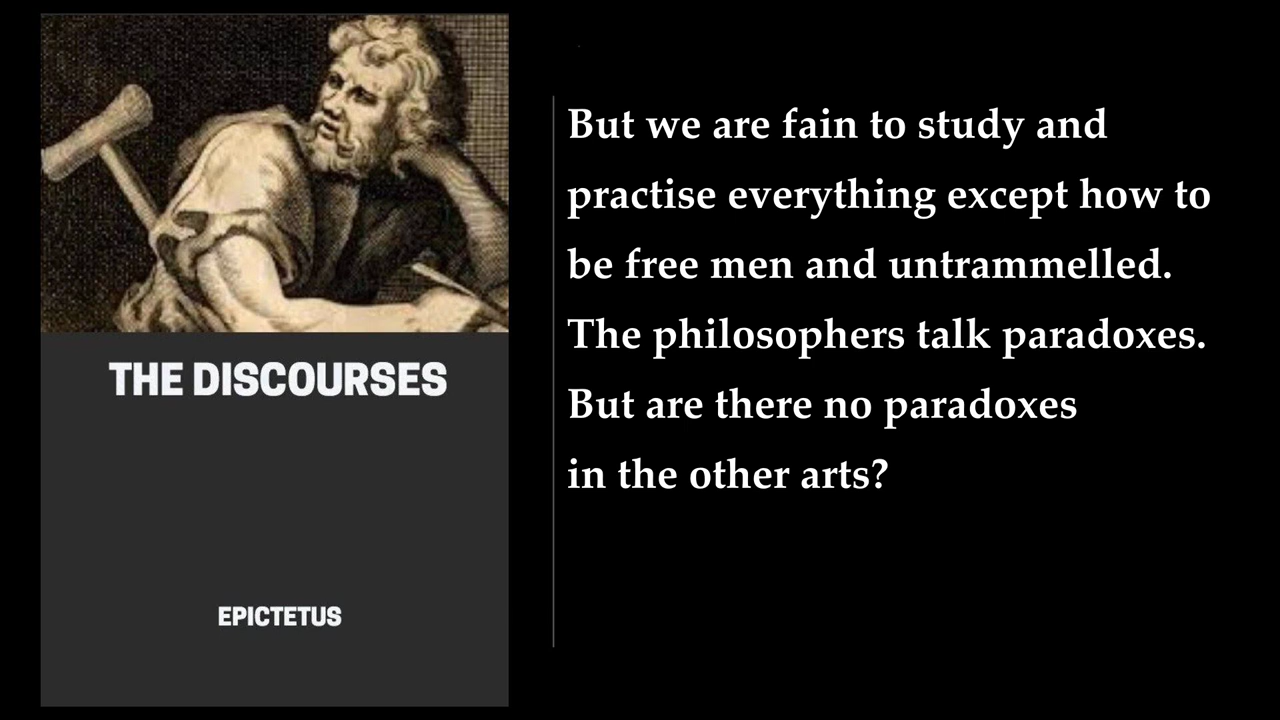 THE DISCOURSES
EPICTETUS
But we are fain to study and
practise everything except how to
be free men and untrammelled.
The philosophers talk paradoxes.
But are there no paradoxes
in the other arts?